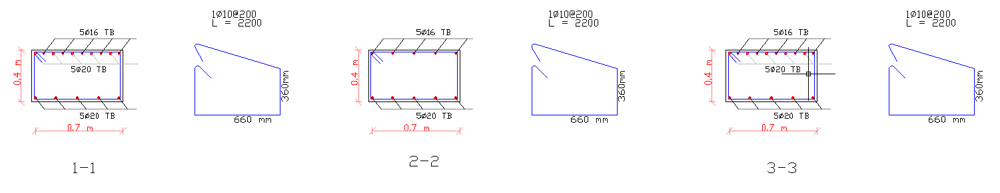 1Ø10@200
L = 2200
5Ø16 TB
0.4 m
5Ø20 TB
360mm
5Ø20 TB
660 mm
0.7 m
1-1
1Ø10@200
L = 2200
5Ø16 TB
0.4 m
360mm
5Ø20 TB
660 mm
0.7 m
2-2
1Ø10@200
L = 2200
5Ø16 TB
0.4 m
5Ø20 TB
360mm
5Ø20 TB
660 mm
0.7 m
3-3